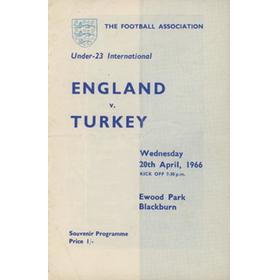 THE FOOTBALL ASSOCIATION
Under-23 International
ENGLAND
v.
TURKEY
Wednesday
20th April, 1966
KICK OFF 7:30 p.m.
Ewood Park
Blackburn
Souvenir Programme
Price 1/-